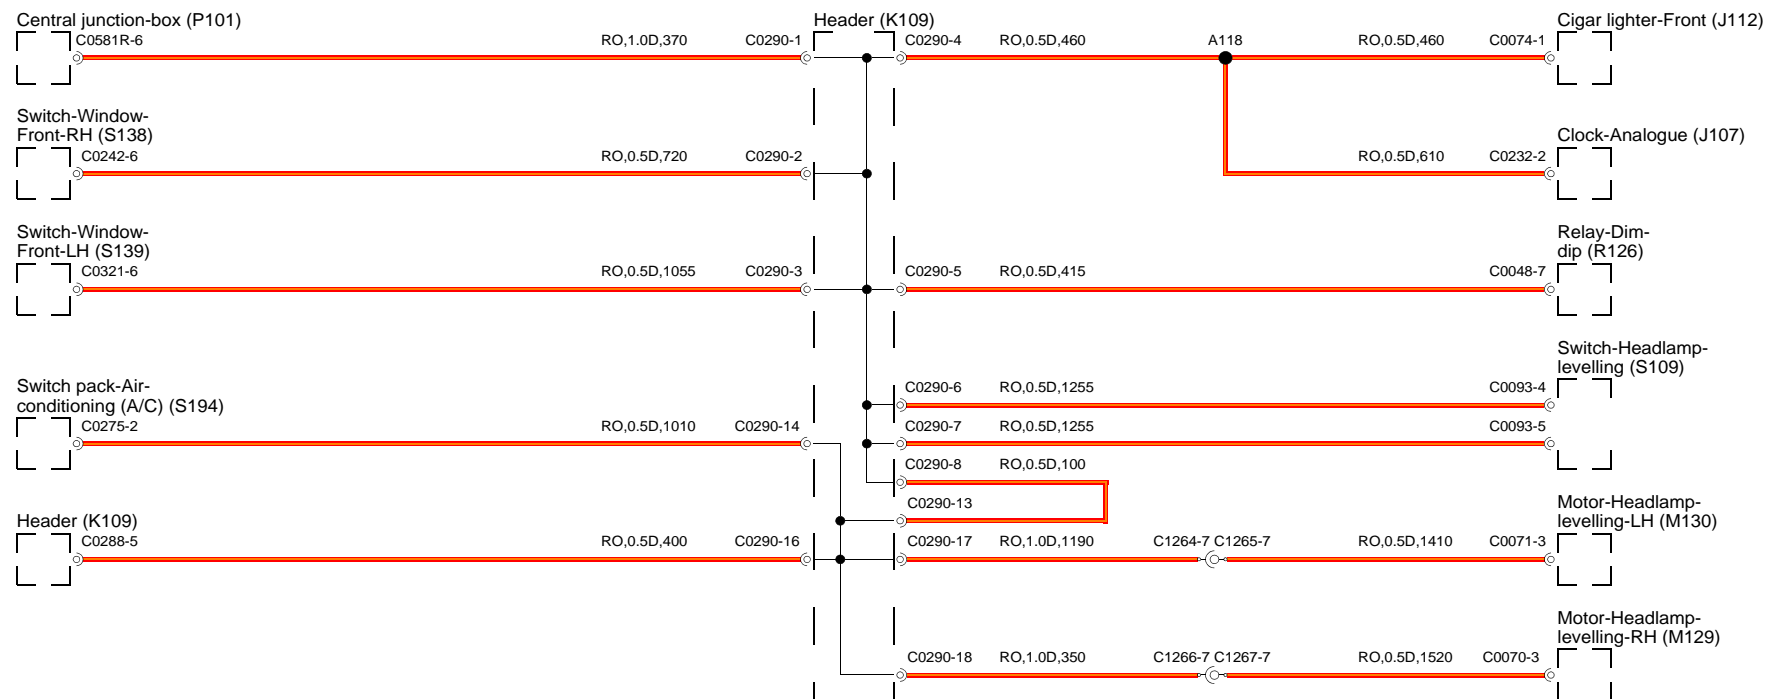 Central junction-box (P101)
Header (K109)
Cigar lighter-Front (J112)
C0581R-6
RO,1.0D,370
C0290-1
C0290-4
RO,0.5D,460
A118
RO,0.5D,460
C0074-1
Switch-Window-
Front-RH (S138)
Clock-Analogue (J107)
C0242-6
RO,0.5D,720
C0290-2
RO,0.5D,610
C0232-2
Switch-Window-
Front-LH (S139)
Relay-Dim-
dip (R126)
C0321-6
RO,0.5D,1055
C0290-3
C0290-5
RO,0.5D,415
C0048-7
Switch-Headlamp-
levelling (S109)
Switch pack-Air-
conditioning (A/C) (S194)
C0290-6
RO,0.5D,1255
C0093-4
C0275-2
RO,0.5D,1010
C0290-14
C0290-7
RO,0.5D,1255
C0093-5
C0290-8
RO,0.5D,100
C0290-13
Header (K109)
Motor-Headlamp-
levelling-LH (M130)
C0288-5
RO,0.5D,400
C0290-16
C0290-17
RO,1.0D,1190
C1264-7
C1265-7
RO,0.5D,1410
C0071-3
Motor-Headlamp-
levelling-RH (M129)
C0290-18
RO,1.0D,350
C1266-7
C1267-7
RO,0.5D,1520
C0070-3